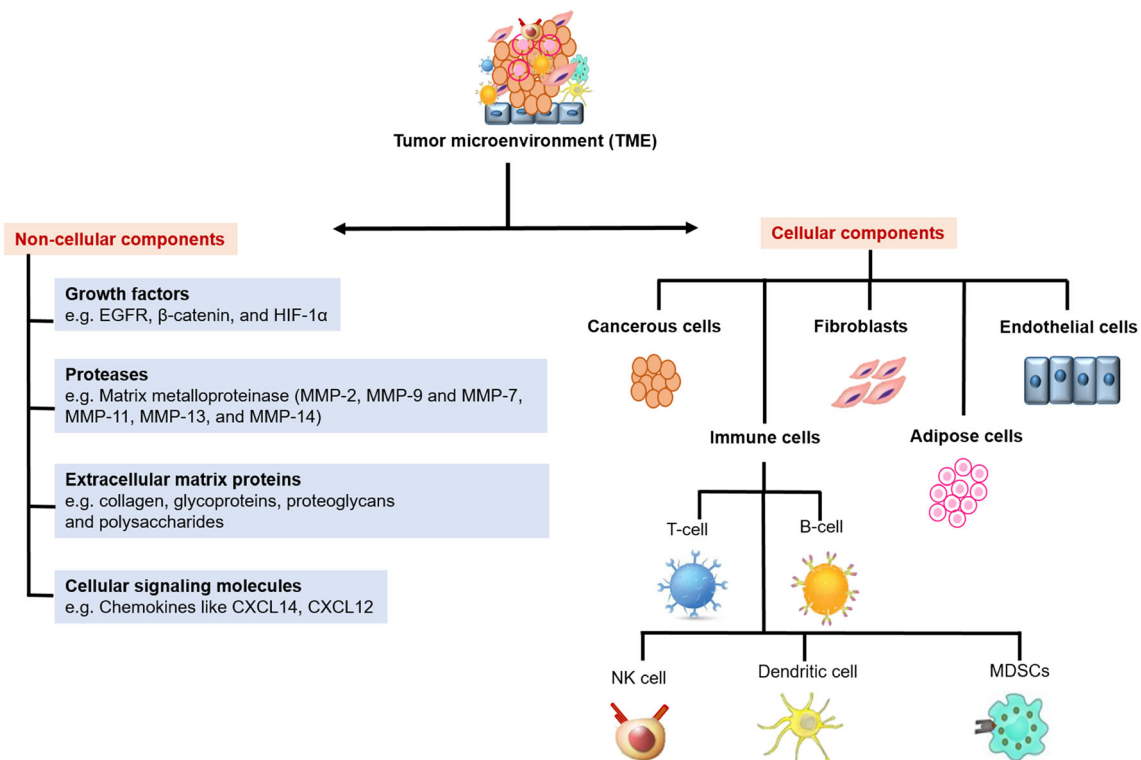 Tumor microenvironment (TME)
Non-cellular components
Growth factors
e.g. EGFR, β-catenin, and HIF-1α
Proteases
e.g. Matrix metalloproteinase (MMP-2, MMP-9 and MMP-7,
MMP-11, MMP-13, and MMP-14)
Extracellular matrix proteins
e.g. collagen, glycoproteins, proteoglycans
and polysaccharides
Cellular signaling molecules
e.g. Chemokines like CXCL14, CXCL12
Cellular components
Cancerous cells
Fibroblasts
Endothelial cells
Immune cells
Adipose cells
T-cell
B-cell
NK cell
Dendritic cell
MDSCs